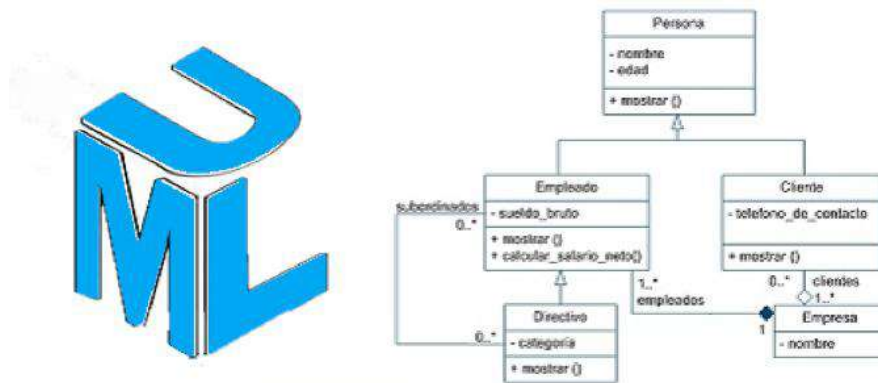 UML
Persona
- nombre
- edad
+ mostrar ()
Empleado
- sueldo_bruto
+ mostrar ()
+ calcular_salario_neto()
Cliente
- telefono_de_contacto
+ mostrar ()
subordinados
0..*
0..*
Directivo
- categoria
+ mostrar ()
1..*
empleados
1
0..*
clientes
1..*
Empresa
- nombre